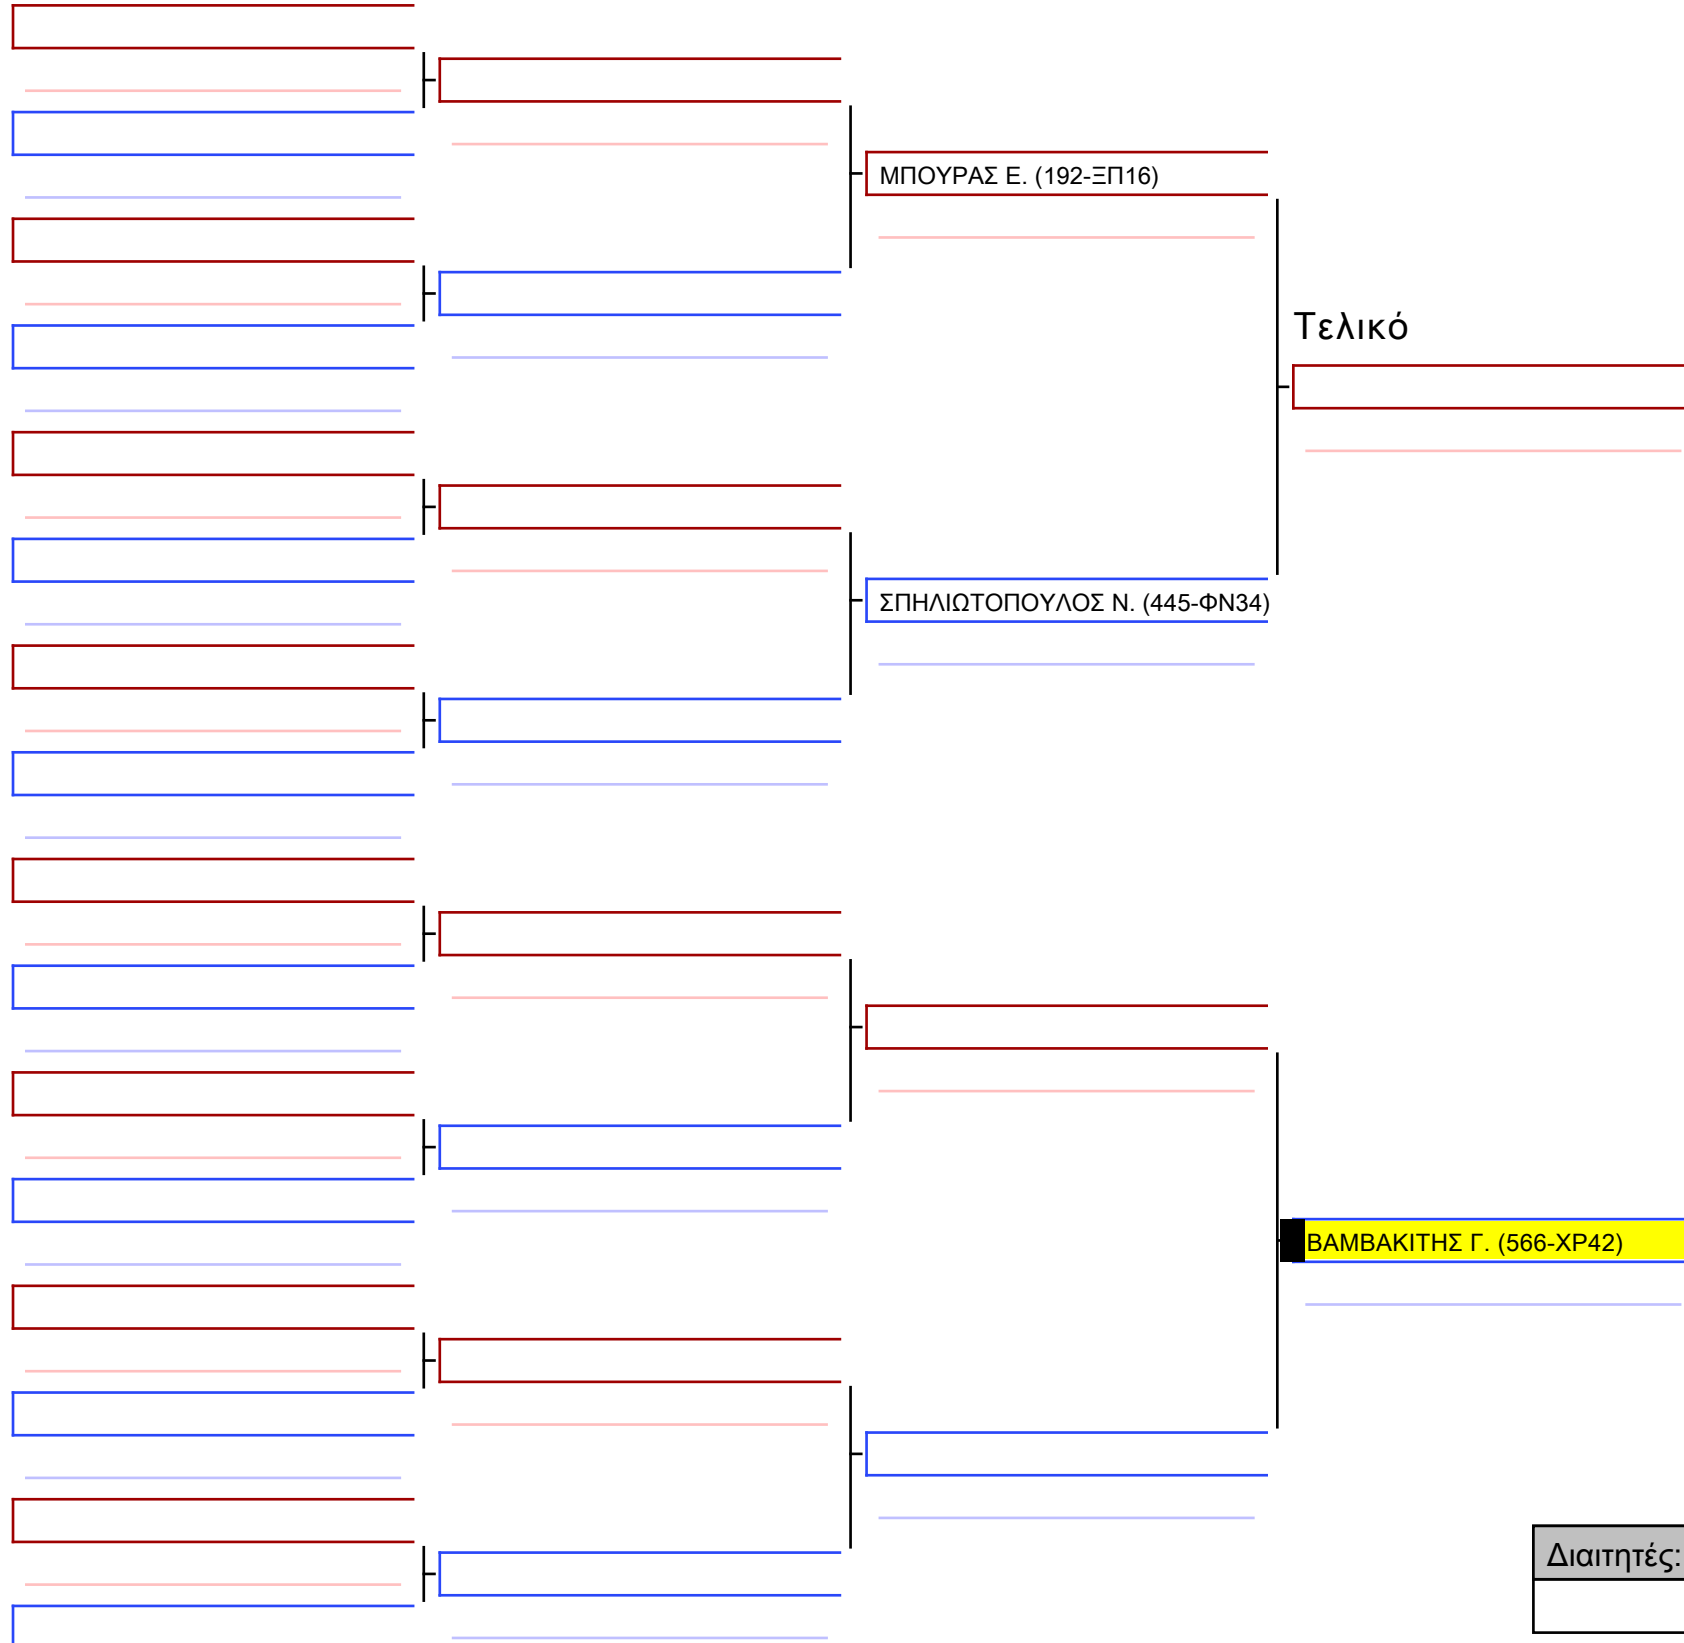 ΜΠΟΥΡΑΣ Ε. (192-ΞΠ16)
Τελικό
ΣΠΗΛΙΩΤΟΠΟΥΛΟΣ Ν. (445-ΦΝ34)
ΒΑΜΒΑΚΙΤΗΣ Γ. (566-ΧΡ42)
Διαιτητές: